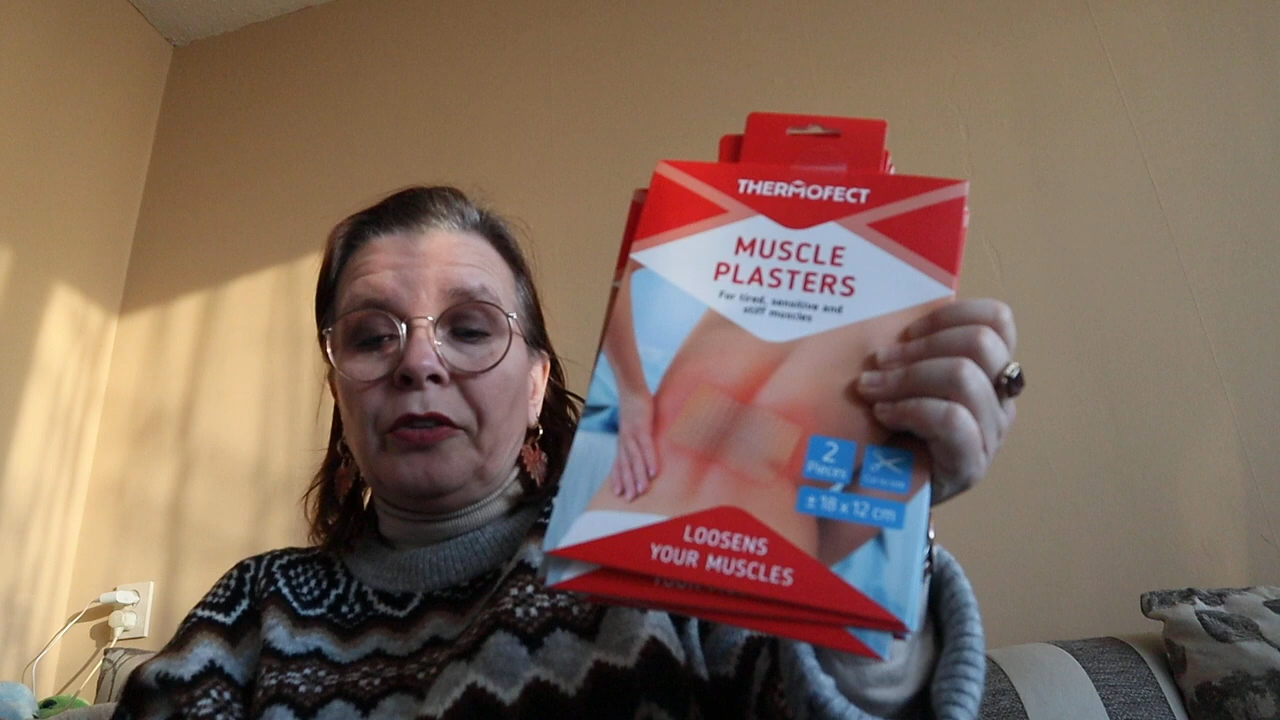 THERMOFECT
MUSCLE
PLASTERS
For tired, sensitive and
stiff muscles
2
Pieces
± 18 x 12 cm
LOOSENS
YOUR MUSCLES